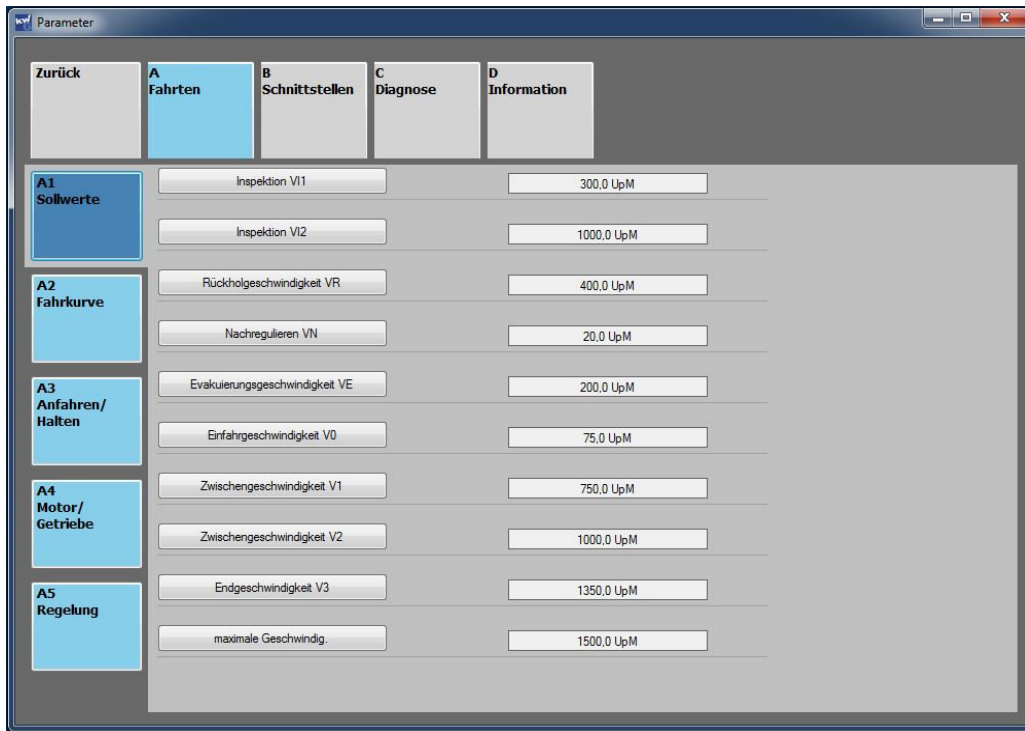 KW Parameter
Zurück
A
Fahrten
B
Schnittstellen
C
Diagnose
D
Information
A1
Sollwerte
Inspektion VI1 300,0 UpM
Inspektion VI2 1000,0 UpM
A2
Fahrkurve
Rückholgeschwindigkeit VR 400,0 UpM
Nachregulieren VN 20,0 UpM
A3
Anfahren/
Halten
Evakuierungsgeschwindigkeit VE 200,0 UpM
Einfahrgeschwindigkeit V0 75,0 UpM
A4
Motor/
Getriebe
Zwischengeschwindigkeit V1 750,0 UpM
Zwischengeschwindigkeit V2 1000,0 UpM
A5
Regelung
Endgeschwindigkeit V3 1350,0 UpM
maximale Geschwindig. 1500,0 UpM